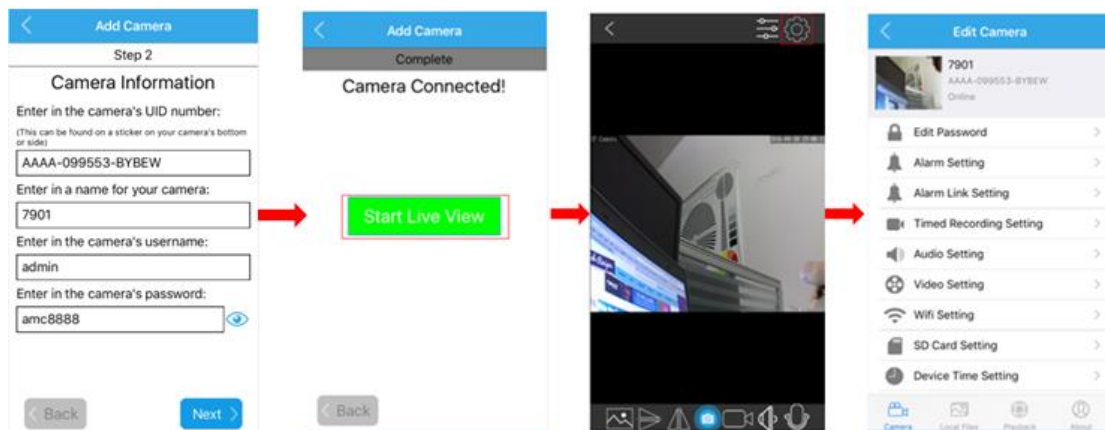 Add Camera
Step 2
Camera Information
Enter in the camera's UID number:
(This can be found on a sticker on your camera's bottom
or side)
AAAA-099553-BYBEW
Enter in a name for your camera:
7901
Enter in the camera's username:
admin
Enter in the camera's password:
amc8888
Back
Next
Add Camera
Complete
Camera Connected!
Start Live View
Back
Edit Camera
7901
AAAA-099553-BYBEW
Online
Edit Password
Alarm Setting
Alarm Link Setting
Timed Recording Setting
Audio Setting
Video Setting
Wifi Setting
SD Card Setting
Device Time Setting
Camera
Local Files
Playback
About